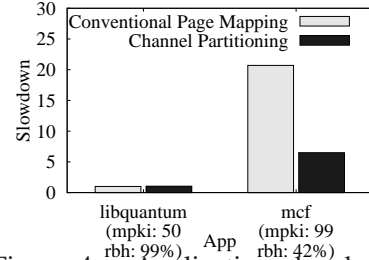 30
25
20
15
10
5
0
Slowdown
Conventional Page Mapping
Channel Partitioning
libquantum
(mpki: 50
rbh: 99%)
mcf
(mpki: 99
rbh: 42%)
App